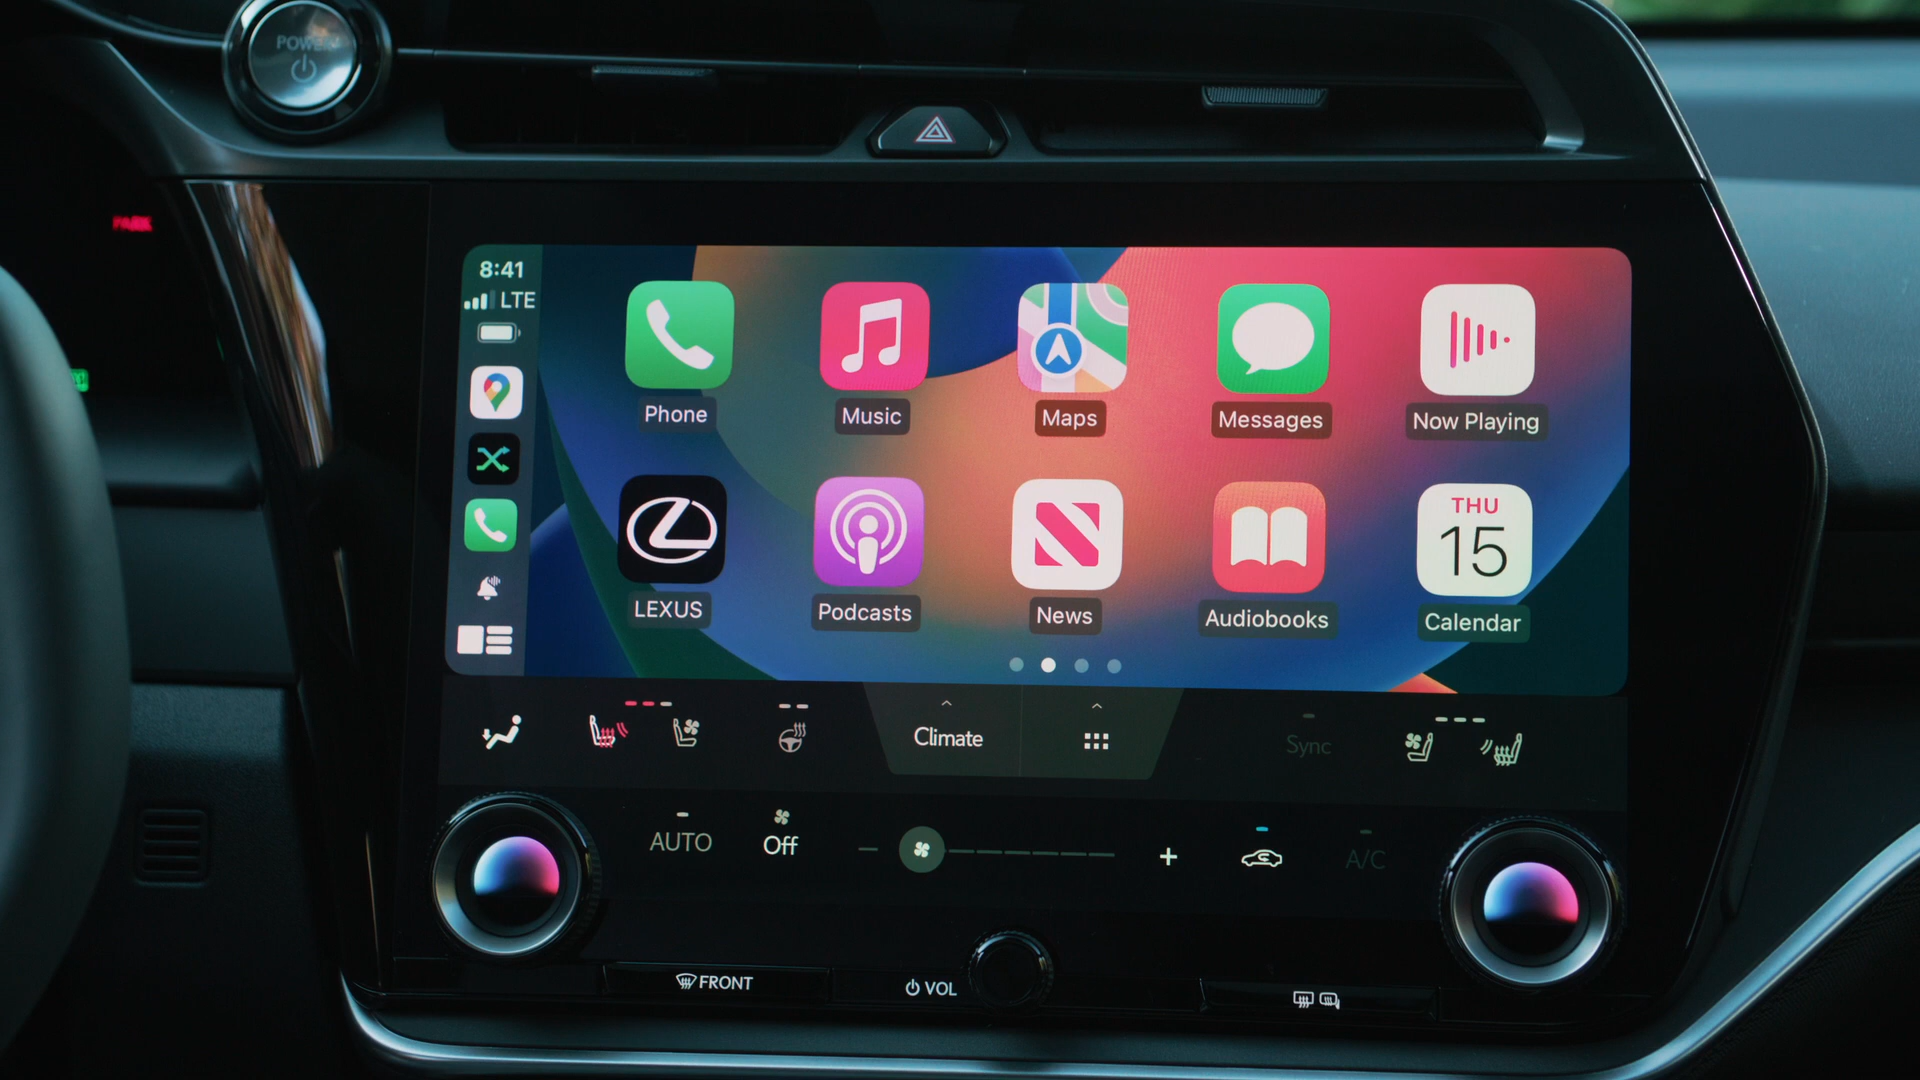 POWER
PARK
8:41
LTE
Phone
Music
Maps
Messages
Now Playing
LEXUS
Podcasts
News
Audiobooks
THU
15
Calendar
Climate
Sync
AUTO
Off
A/C
FRONT
VOL